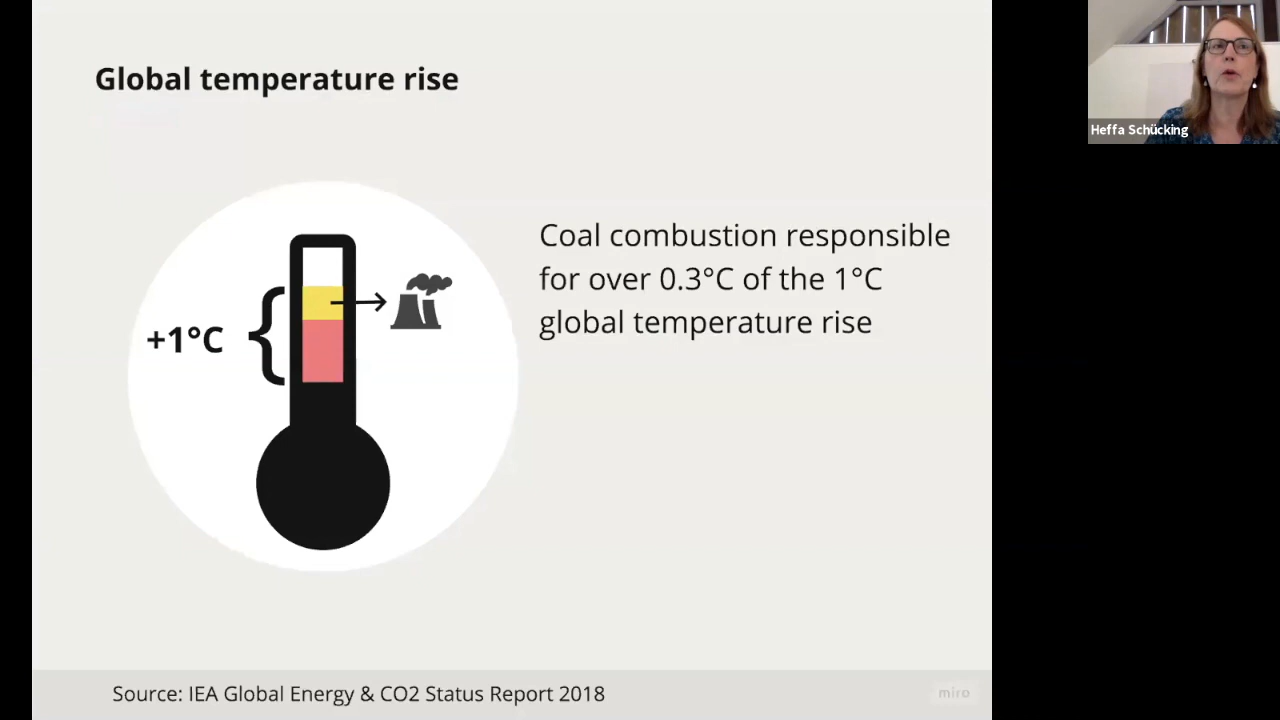 Global temperature rise
Heffa Schücking
+1°C
Coal combustion responsible
for over 0.3°C of the 1°C
global temperature rise
Source: IEA Global Energy & CO2 Status Report 2018
miro